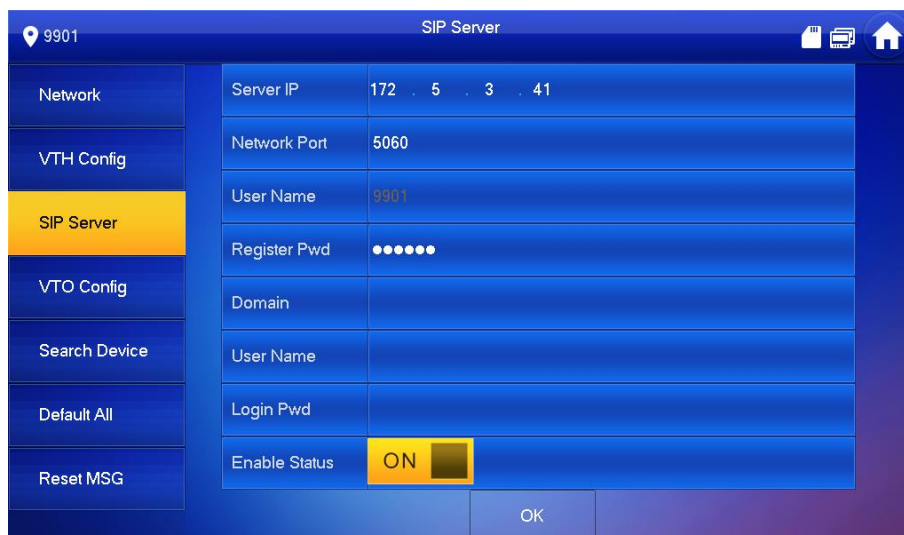 9901 SIP Server
Network
VTH Config
SIP Server
VTO Config
Search Device
Default All
Reset MSG
Server IP 172 . 5 . 3 . 41
Network Port 5060
User Name 9901
Register Pwd ●●●●●●
Domain
User Name
Login Pwd
Enable Status ON
OK